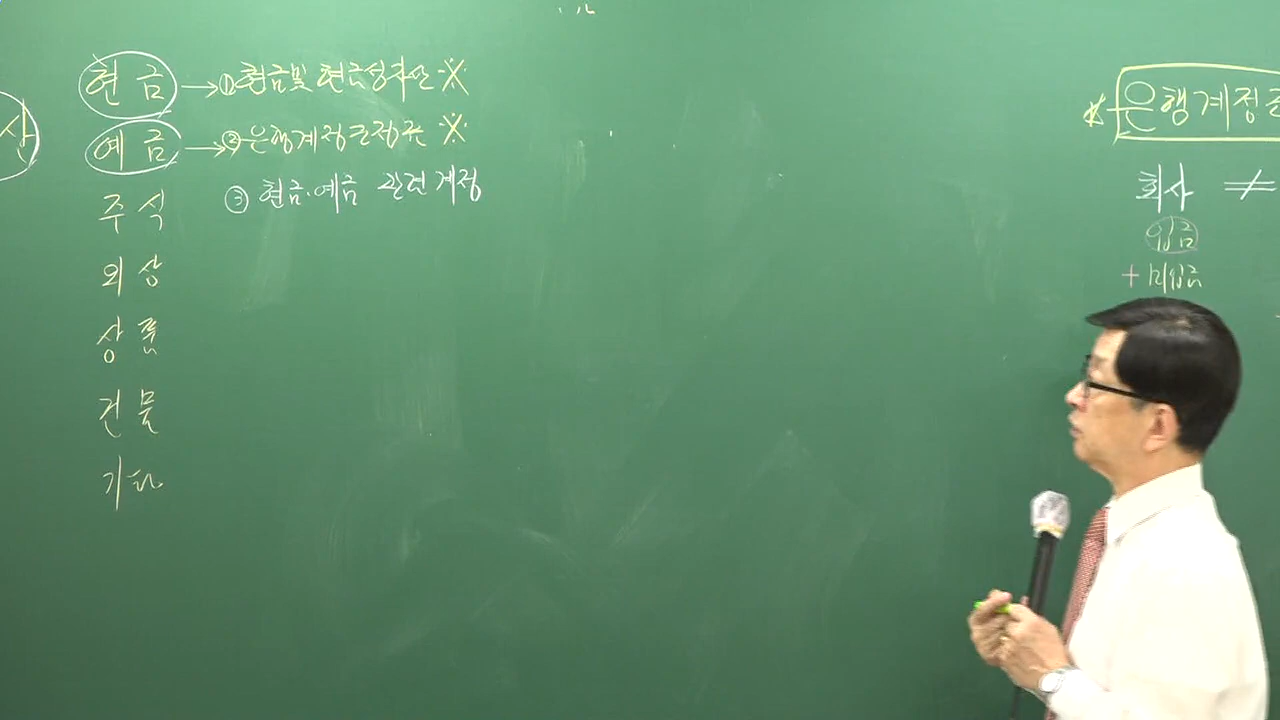 산
현금 → ① 현금및현금성자산 ※
예금 → ② 은행계정조정표 ※
③ 현금·예금 관련계정
주식
외상
상품
건물
기타
* 은행계정조
회사 ≠
입금
+ 미입금